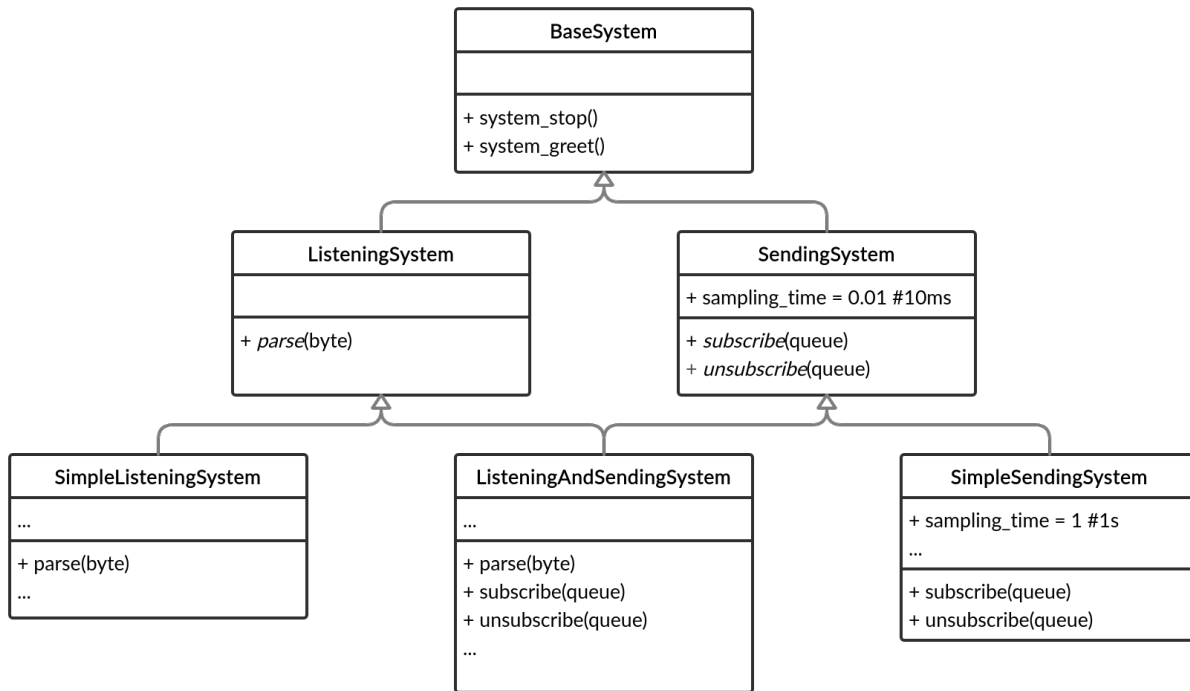 BaseSystem
+ system_stop()
+ system_greet()
ListeningSystem
+ parse(byte)
SendingSystem
+ sampling_time = 0.01 #10ms
+ subscribe(queue)
+ unsubscribe(queue)
SimpleListeningSystem
...
+ parse(byte)
...
ListeningAndSendingSystem
...
+ parse(byte)
+ subscribe(queue)
+ unsubscribe(queue)
...
SimpleSendingSystem
+ sampling_time = 1 #1s
...
+ subscribe(queue)
+ unsubscribe(queue)